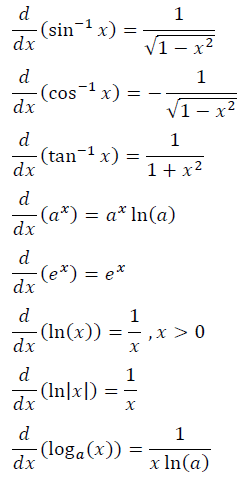 d/dx (sin⁻¹ x) = 1/√(1 − x²)
d/dx (cos⁻¹ x) = − 1/√(1 − x²)
d/dx (tan⁻¹ x) = 1/(1 + x²)
d/dx (aˣ) = aˣ ln(a)
d/dx (eˣ) = eˣ
d/dx (ln(x)) = 1/x , x > 0
d/dx (ln|x|) = 1/x
d/dx (logₐ(x)) = 1/(x ln(a))